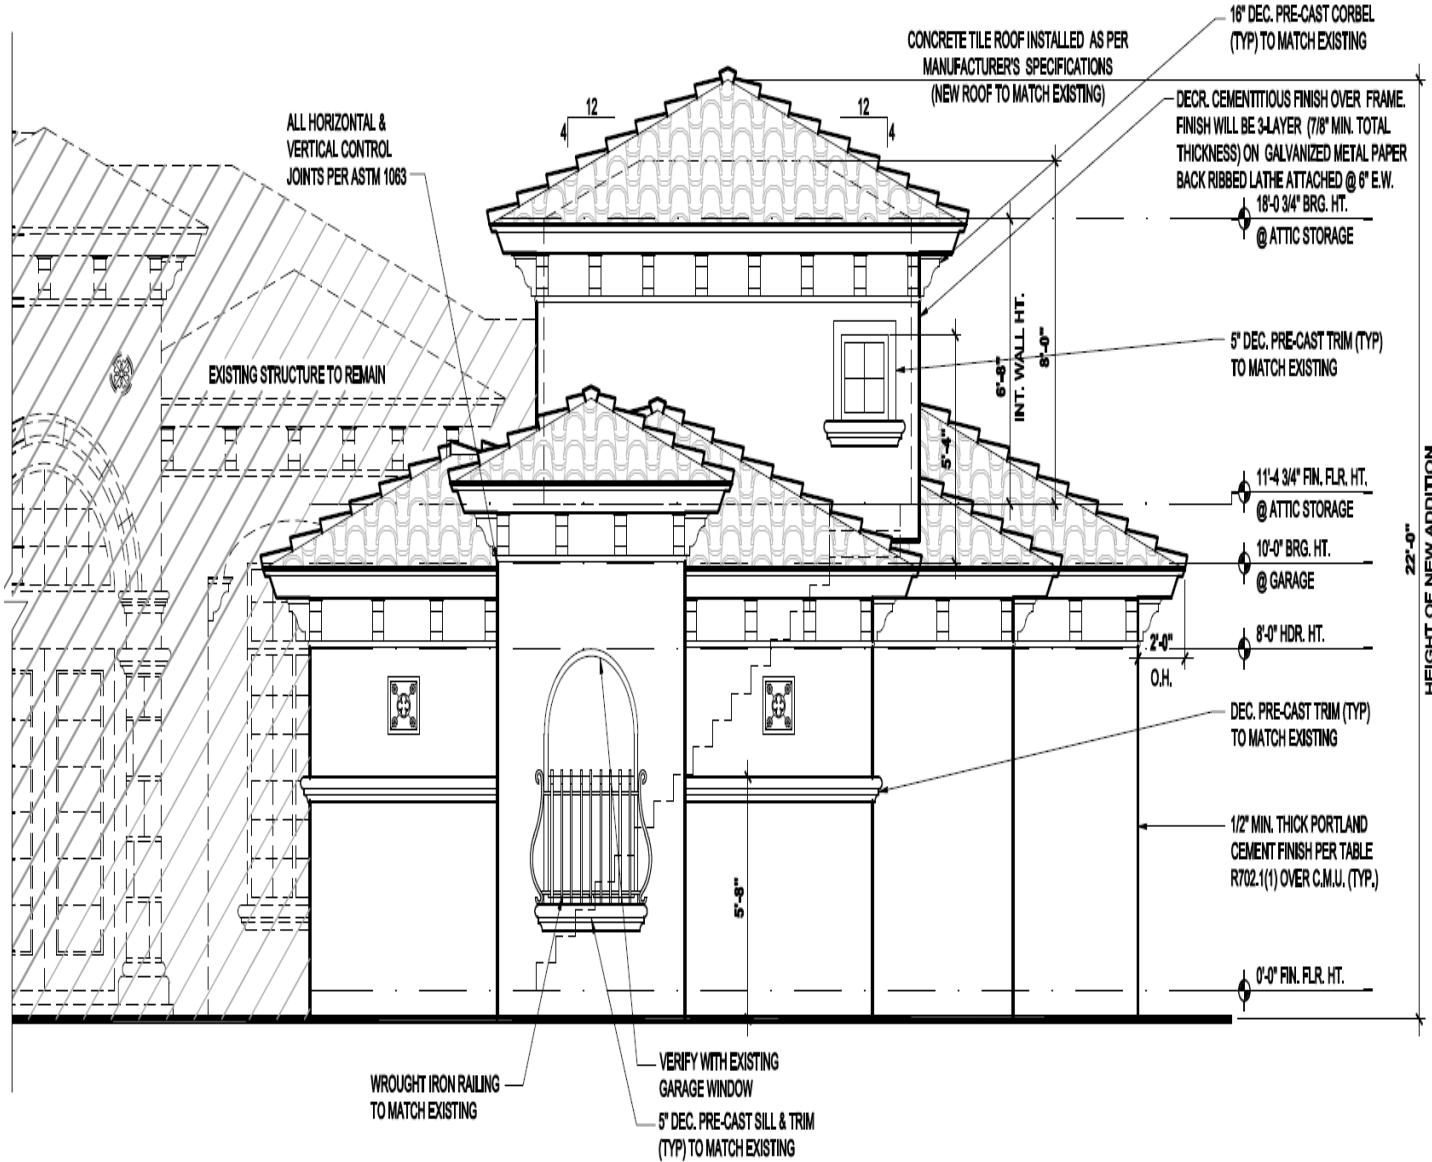 16" DEC. PRE-CAST CORBEL
(TYP) TO MATCH EXISTING
CONCRETE TILE ROOF INSTALLED AS PER
MANUFACTURER'S SPECIFICATIONS
(NEW ROOF TO MATCH EXISTING)
DECR. CEMENTITIOUS FINISH OVER FRAME.
FINISH WILL BE 3-LAYER (7/8" MIN. TOTAL
THICKNESS) ON GALVANIZED METAL PAPER
BACK RIBBED LATHE ATTACHED @ 6" E.W.
12
4
12
4
ALL HORIZONTAL &
VERTICAL CONTROL
JOINTS PER ASTM 1063
18'-0 3/4" BRG. HT.
@ ATTIC STORAGE
6'-8"
INT. WALL HT.
8'-0"
5" DEC. PRE-CAST TRIM (TYP)
TO MATCH EXISTING
EXISTING STRUCTURE TO REMAIN
5'-4"
11'-4 3/4" FIN. FLR. HT.
@ ATTIC STORAGE
10'-0" BRG. HT.
@ GARAGE
22'-0"
HEIGHT OF NEW ADDITION
8'-0" HDR. HT.
2'-0"
O.H.
DEC. PRE-CAST TRIM (TYP)
TO MATCH EXISTING
1/2" MIN. THICK PORTLAND
CEMENT FINISH PER TABLE
R702.1(1) OVER C.M.U. (TYP.)
5'-8"
0'-0" FIN. FLR. HT.
WROUGHT IRON RAILING
TO MATCH EXISTING
VERIFY WITH EXISTING
GARAGE WINDOW
5" DEC. PRE-CAST SILL & TRIM
(TYP) TO MATCH EXISTING